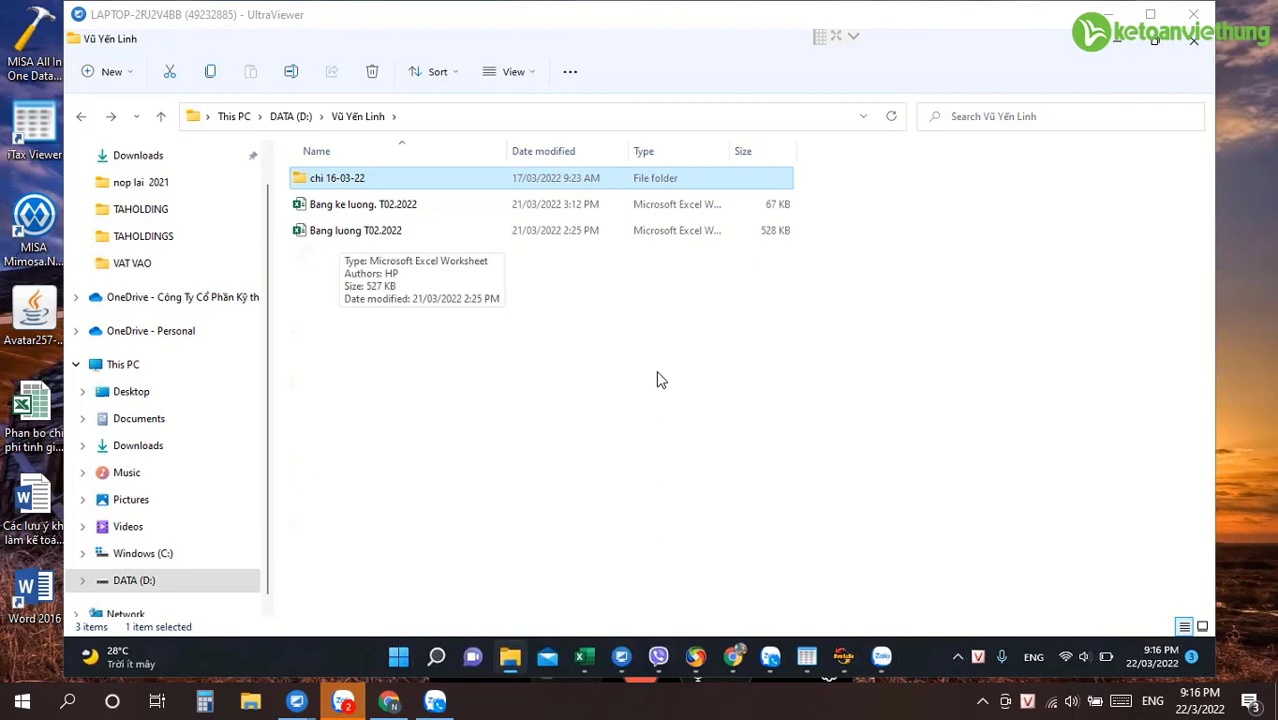 LAPTOP-2RJ2V4BB (49232885) - UltraViewer
ketoanviethung
Vũ Yến Linh
New
Sort
View
This PC
DATA (D:)
Vũ Yến Linh
Search Vũ Yến Linh
Name
Date modified
Type
Size
chi 16-03-22
17/03/2022 9:23 AM
File folder
Bang ke luong. T02.2022
21/03/2022 3:12 PM
Microsoft Excel W...
67 KB
Bang luong T02.2022
21/03/2022 2:25 PM
Microsoft Excel W...
528 KB
Type: Microsoft Excel Worksheet
Authors: HP
Size: 527 KB
Date modified: 21/03/2022 2:25 PM
Downloads
nop lai 2021
TAHOLDING
TAHOLDINGS
VAT VAO
OneDrive - Công Ty Cổ Phần Kỹ th
OneDrive - Personal
This PC
Desktop
Documents
Downloads
Music
Pictures
Videos
Windows (C:)
DATA (D:)
Network
3 items
1 item selected
MISA All In
One Data...
iTax Viewer
MISA
Mimosa.N...
Avatar257-...
Phan bo chi
phi tinh gi...
Các lưu ý kh
làm kế toá...
Word 2016
28°C
Trời ít mây
ENG
9:16 PM
22/03/2022
3
2
ENG
9:16 PM
22/3/2022
3